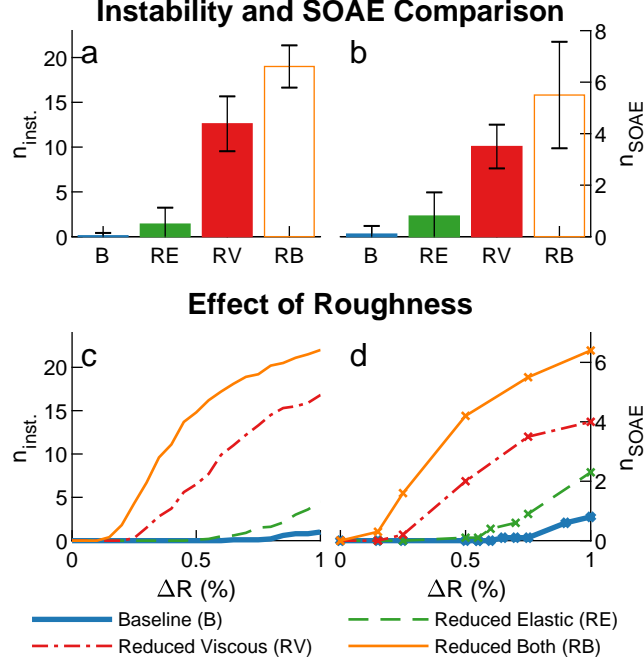 Instability and SOAE Comparison
a
b
n_inst.
20
15
10
5
0
B
RE
RV
RB
8
6
4
2
0
n_SOAE
B
RE
RV
RB
Effect of Roughness
c
d
n_inst.
20
15
10
5
0
0
0.5
1
ΔR (%)
6
4
2
0
n_SOAE
0
0.5
1
ΔR (%)
Baseline (B)
Reduced Elastic (RE)
Reduced Viscous (RV)
Reduced Both (RB)